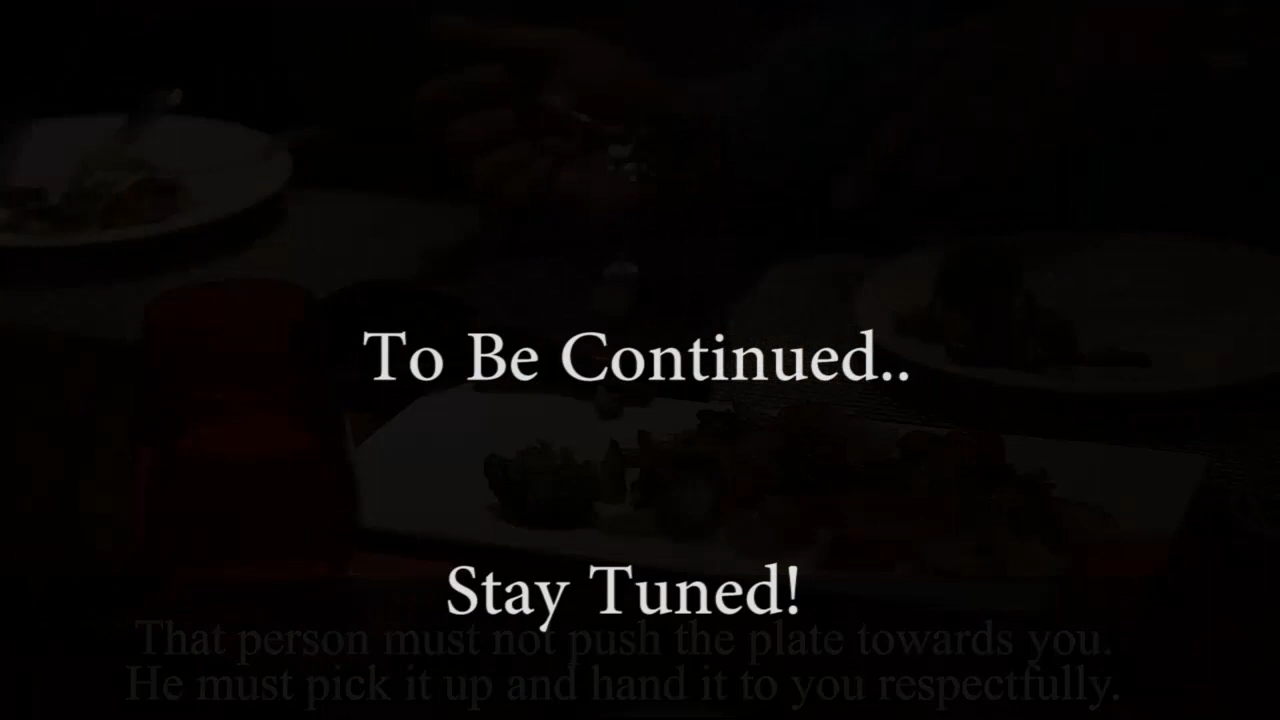 To Be Continued..
Stay Tuned!
That person must not push the plate towards you.
He must pick it up and hand it to you respectfully.